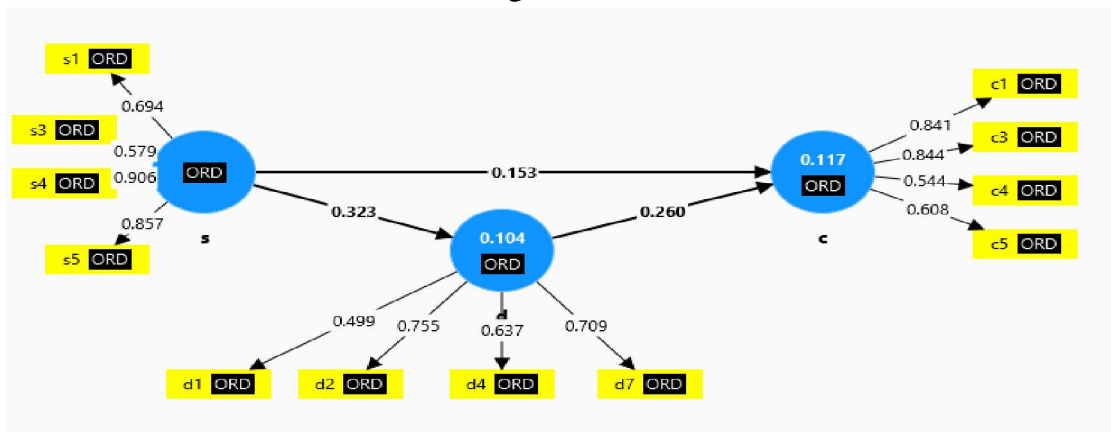 s1 ORD
0.694
s3 ORD
0.579
s4 ORD
0.906
0.857
s5 ORD
ORD
s
0.153
0.323
0.260
0.104
ORD
d
0.499
0.755
0.637
0.709
d1 ORD
d2 ORD
d4 ORD
d7 ORD
0.117
ORD
c
0.841
0.844
0.544
0.608
c1 ORD
c3 ORD
c4 ORD
c5 ORD